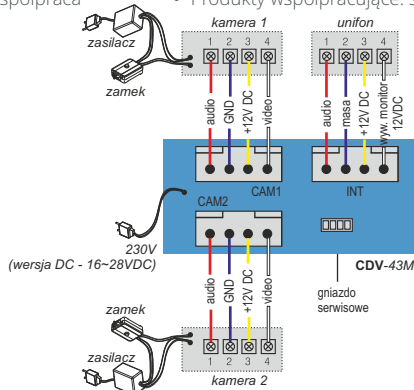 współpraca
• Produkty współpracujące: s
kamera 1
unifon
zasilacz
1 2 3 4
1 2 3 4
zamek
audio
GND
+12V DC
video
audio
masa
+12V DC
wyw. monitor
12VDC
CAM1
INT
CAM2
230V
(wersja DC - 16~28VDC)
CDV-43M
audio
GND
+12V DC
video
gniazdo
serwisowe
zamek
1 2 3 4
zasilacz
kamera 2